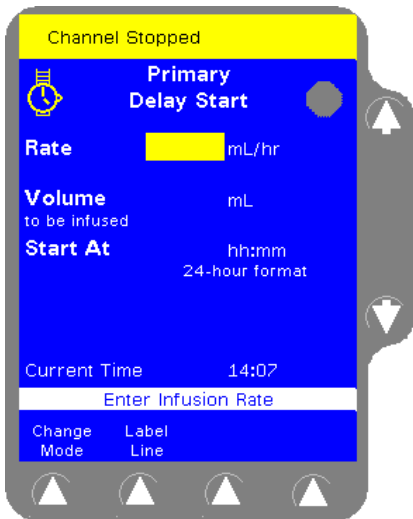 Channel Stopped
Primary
Delay Start
Rate mL/hr
Volume mL
to be infused
Start At hh:mm
24-hour format
Current Time 14:07
Enter Infusion Rate
Change Label
Mode Line